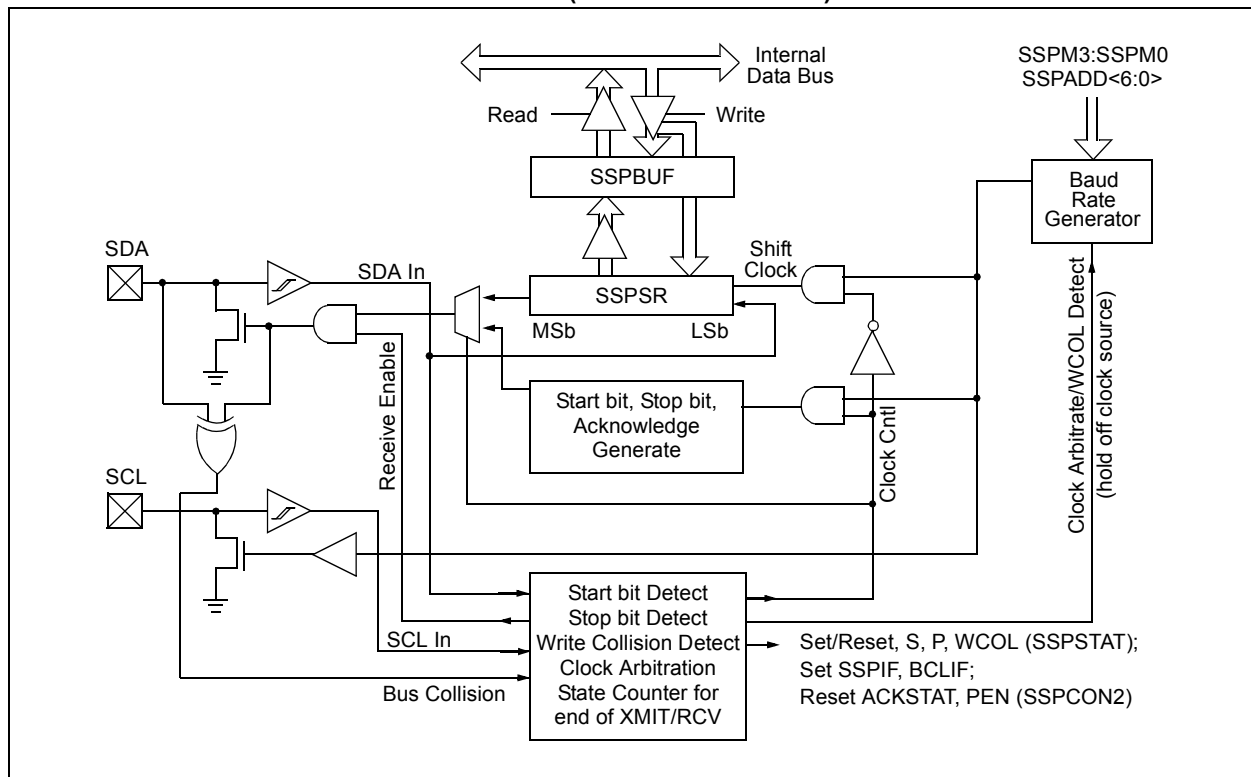 Internal
Data Bus
SSPM3:SSPM0
SSPADD<6:0>
Read
Write
SSPBUF
Baud
Rate
Generator
SDA
SDA In
Shift
Clock
SSPSR
MSb
LSb
Receive Enable
Start bit, Stop bit,
Acknowledge
Generate
Clock Cntl
Clock Arbitrate/WCOL Detect
(hold off clock source)
SCL
SCL In
Bus Collision
Start bit Detect
Stop bit Detect
Write Collision Detect
Clock Arbitration
State Counter for
end of XMIT/RCV
Set/Reset, S, P, WCOL (SSPSTAT);
Set SSPIF, BCLIF;
Reset ACKSTAT, PEN (SSPCON2)